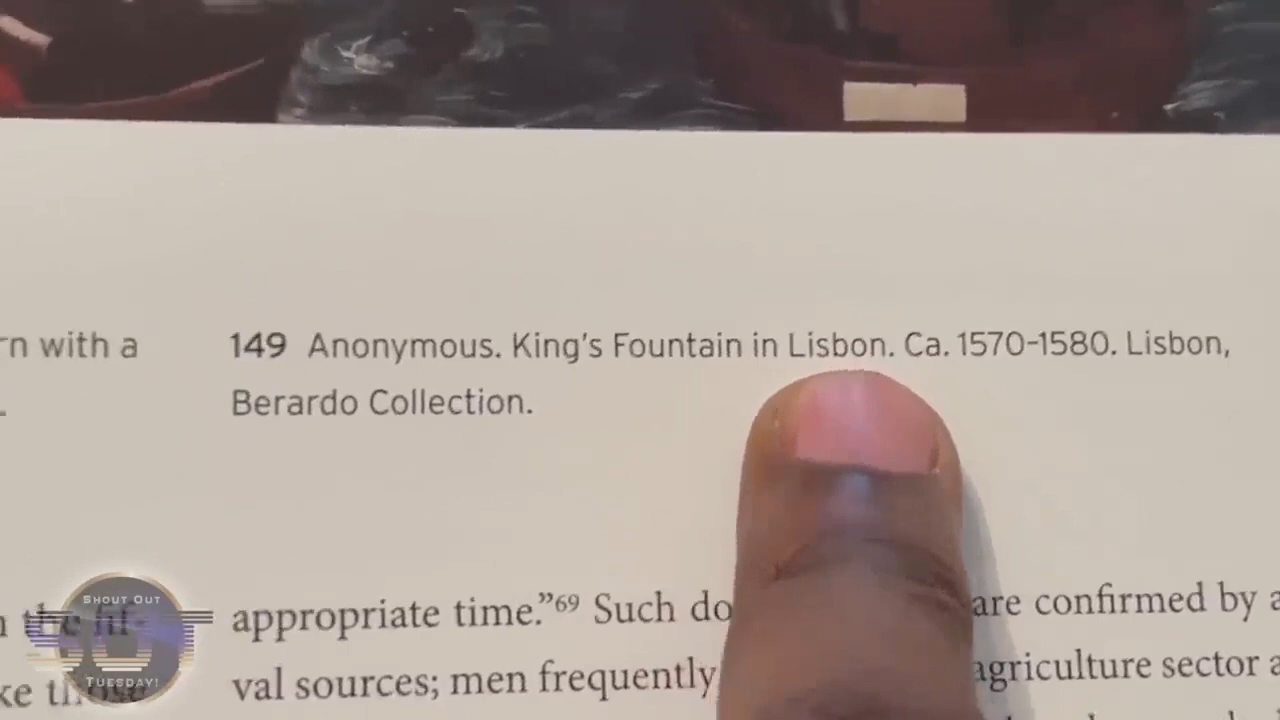 rn with a
149 Anonymous. King's Fountain in Lisbon. Ca. 1570-1580. Lisbon,
Berardo Collection.
appropriate time.”⁶⁹ Such do are confirmed by a
val sources; men frequently agriculture sector a
SHOUT OUT
TUESDAY!